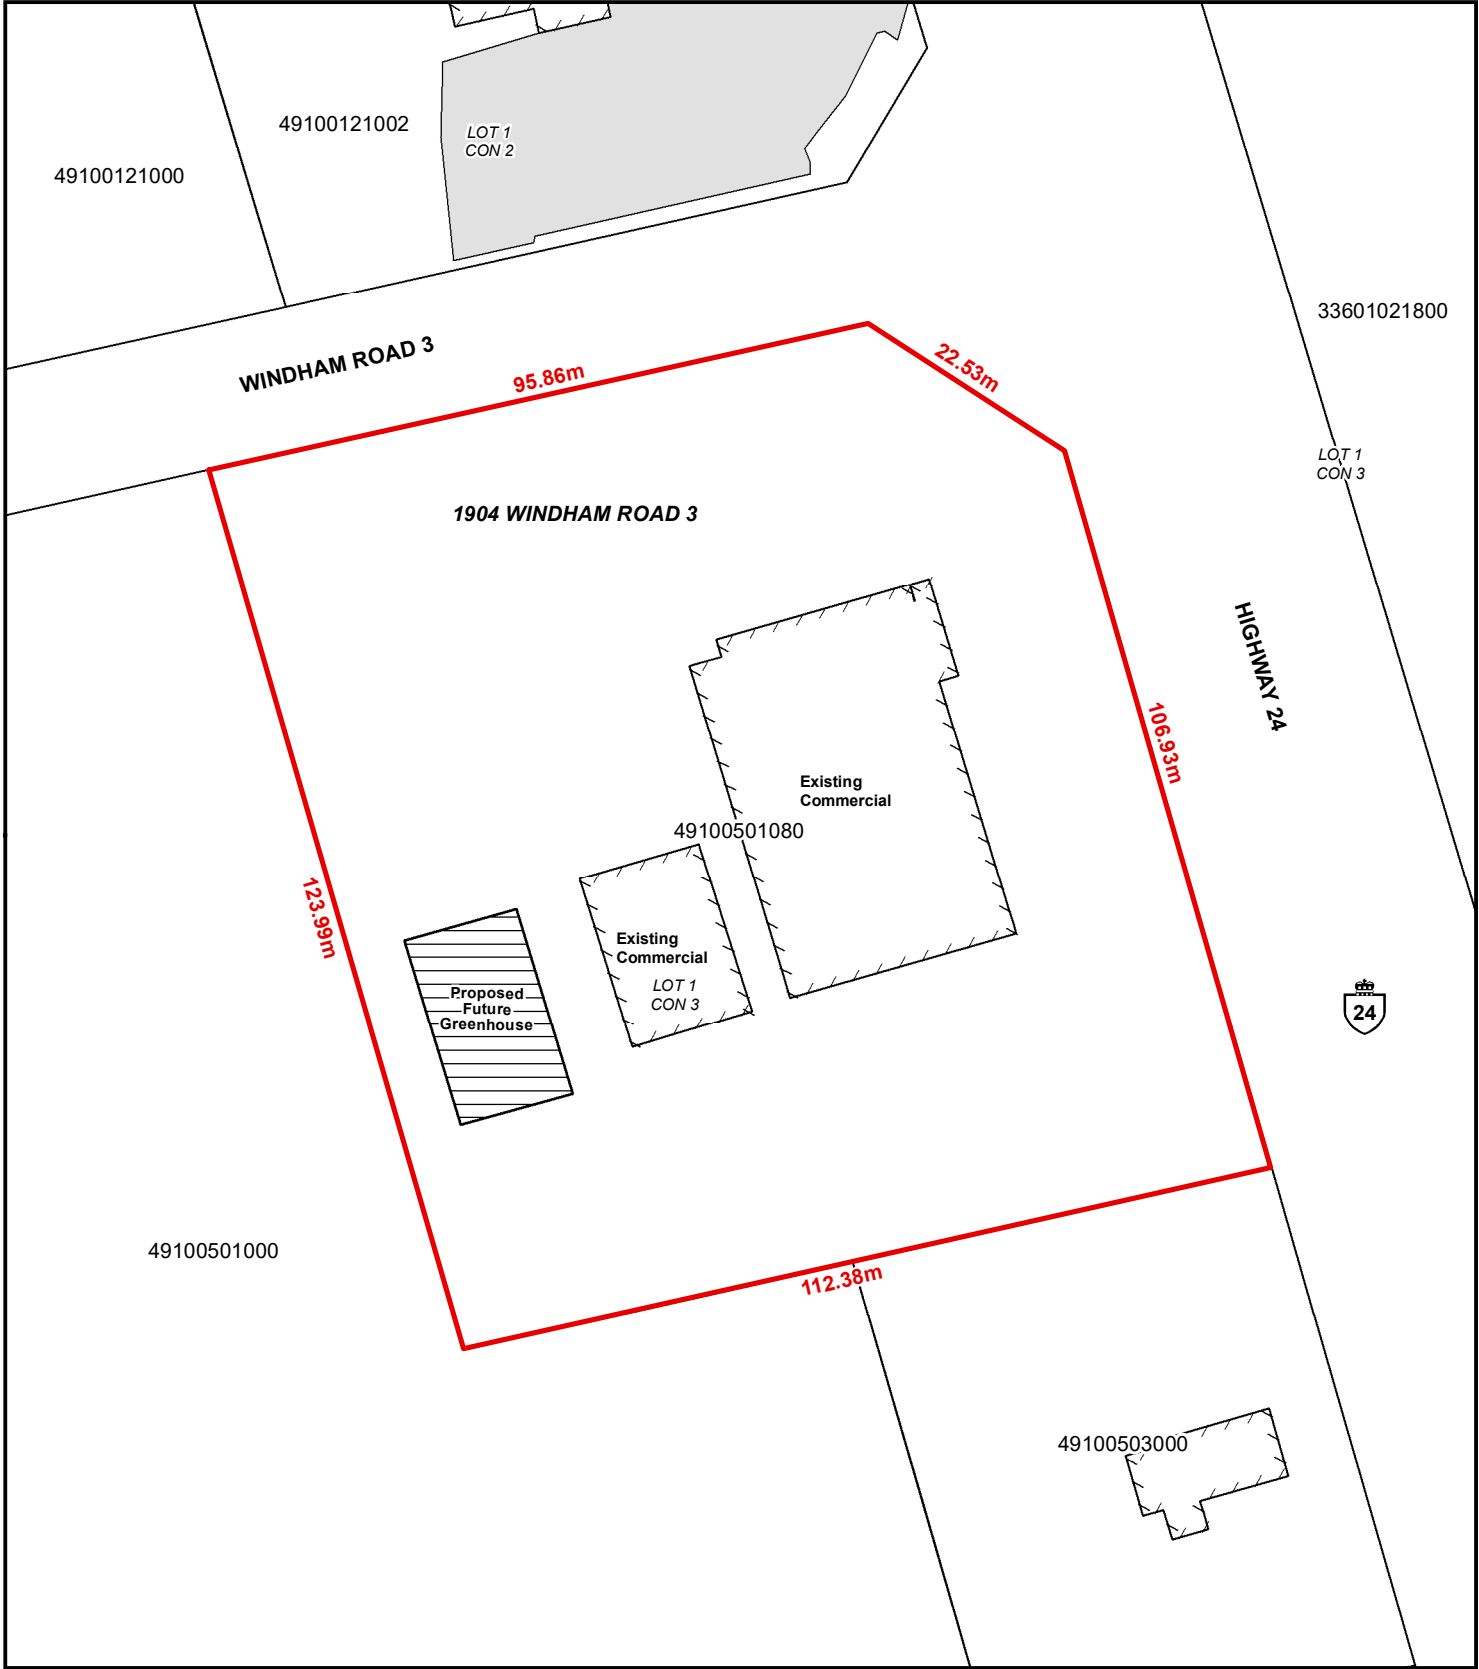 49100121002
LOT 1
CON 2
49100121000
33601021800
WINDHAM ROAD 3
95.86m
22.53m
LOT 1
CON 3
1904 WINDHAM ROAD 3
HIGHWAY 24
106.93m
Existing
Commercial
49100501080
123.99m
Existing
Commercial
LOT 1
CON 3
Proposed
Future
Greenhouse
24
49100501000
112.38m
49100503000